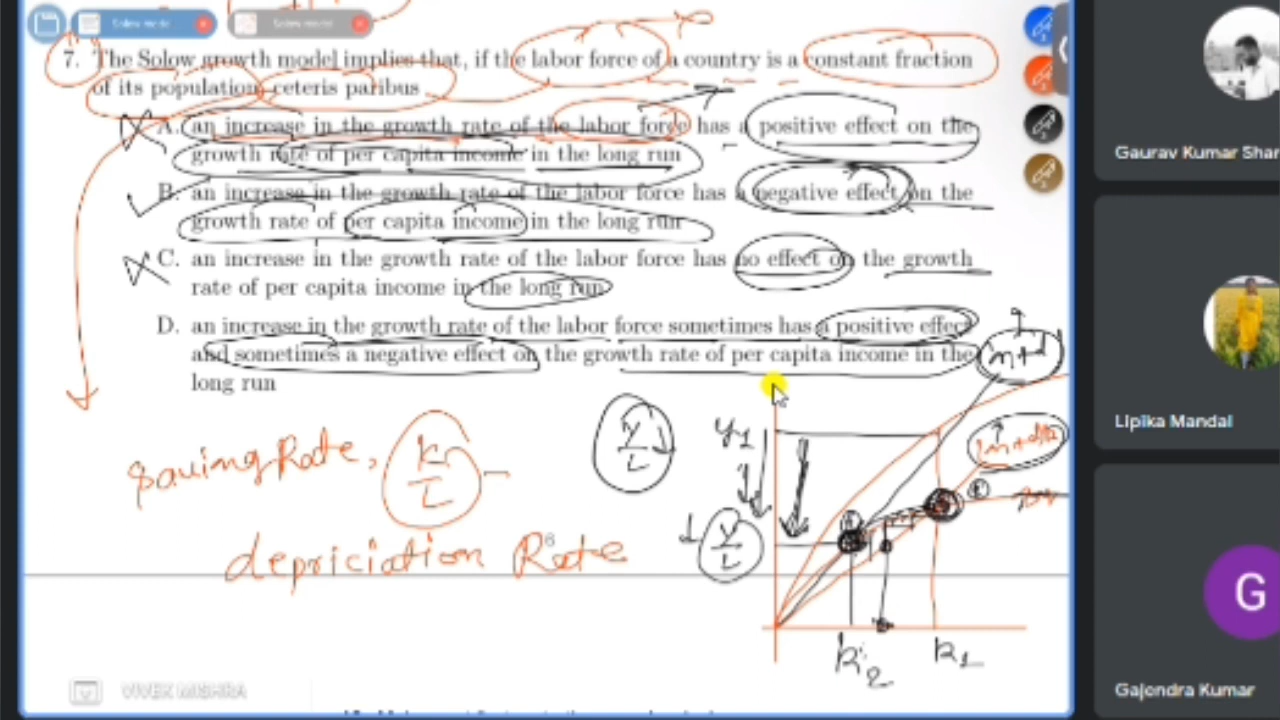 Solow mode
Solow model
7. The Solow growth model implies that, if the labor force of a country is a constant fraction
of its population, ceteris paribus
A. an increase in the growth rate of the labor force has a positive effect on the
growth rate of per capita income in the long run
B. an increase in the growth rate of the labor force has a negative effect on the
growth rate of per capita income in the long run
C. an increase in the growth rate of the labor force has no effect on the growth
rate of per capita income in the long run
D. an increase in the growth rate of the labor force sometimes has a positive effect
and sometimes a negative effect on the growth rate of per capita income in the
long run
n+d
Saving Rate, K/L
Y/L
y1
Y/L
depriciation Rate
k2
k1
VIVEK MISHRA
Gaurav Kumar Shar
Lipika Mandal
G
Gajendra Kumar